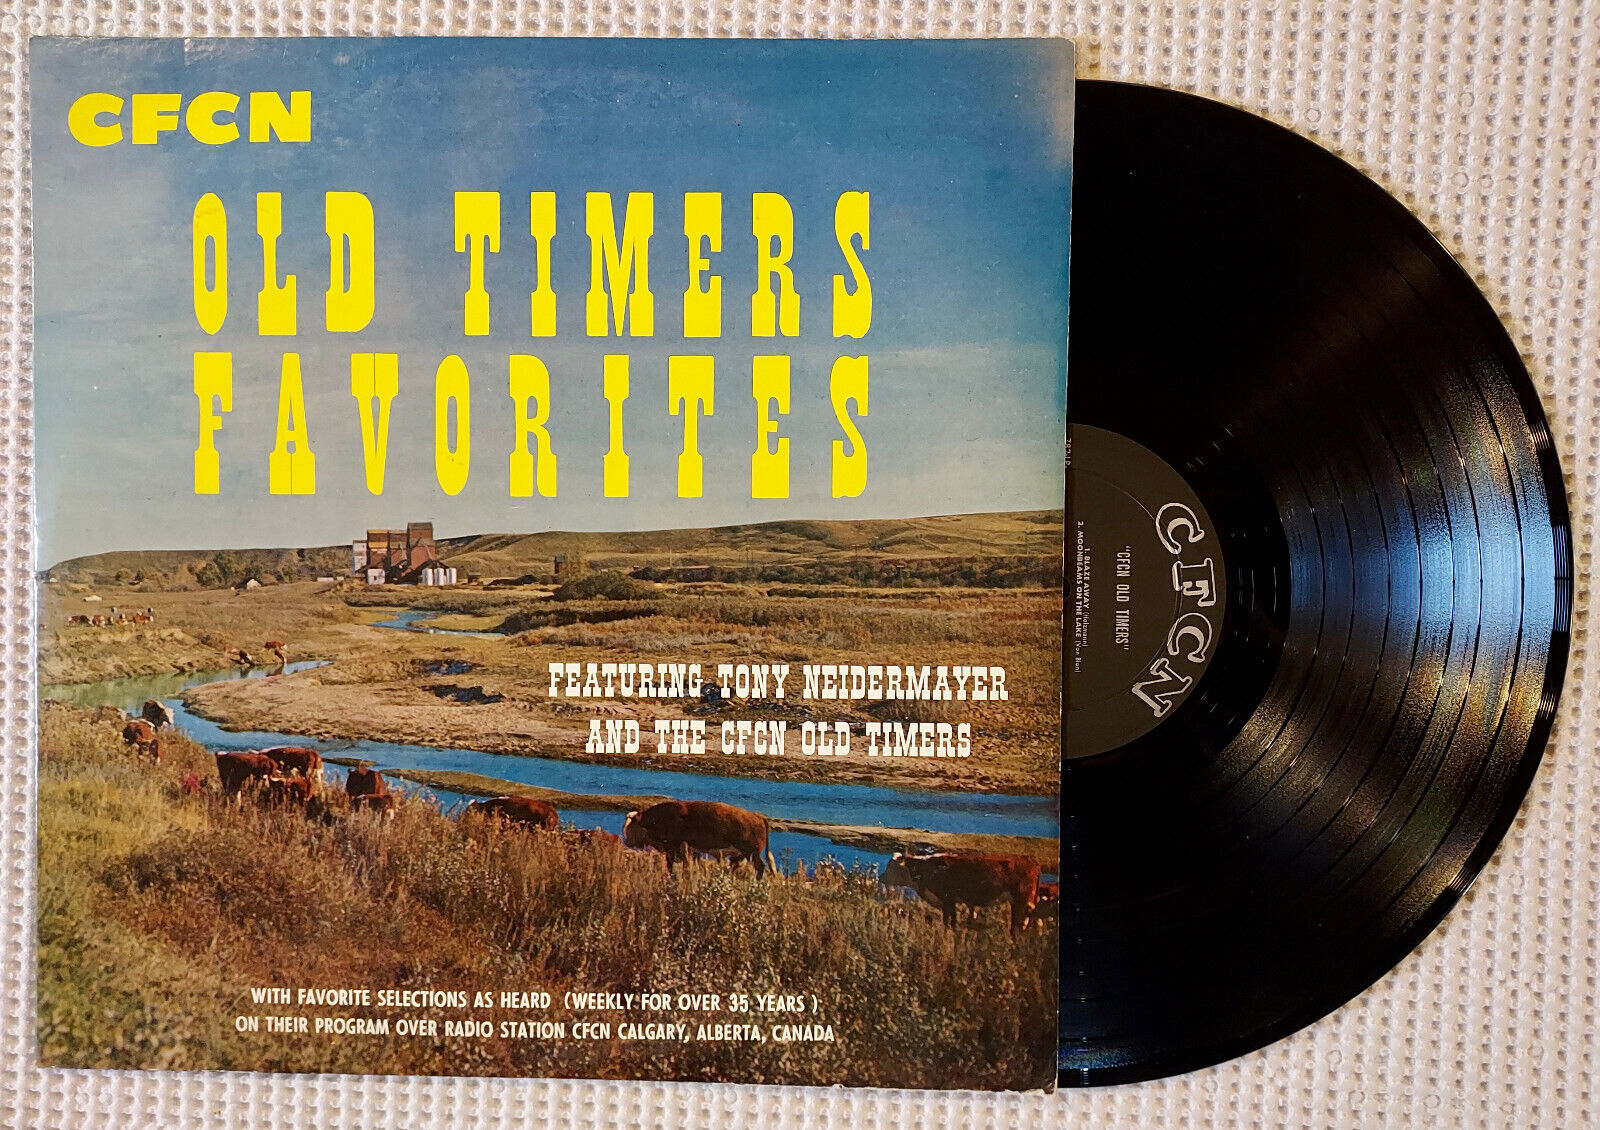 CFCN
OLD TIMERS
FAVORITES
FEATURING TONY NEIDERMAYER
AND THE CFCN OLD TIMERS
WITH FAVORITE SELECTIONS AS HEARD (WEEKLY FOR OVER 35 YEARS )
ON THEIR PROGRAM OVER RADIO STATION CFCN CALGARY, ALBERTA, CANADA
CFCN
"CFCN OLD TIMERS"
1. BLAZE AWAY (Holzmann)
2. MOONBEAMS ON THE LAKE